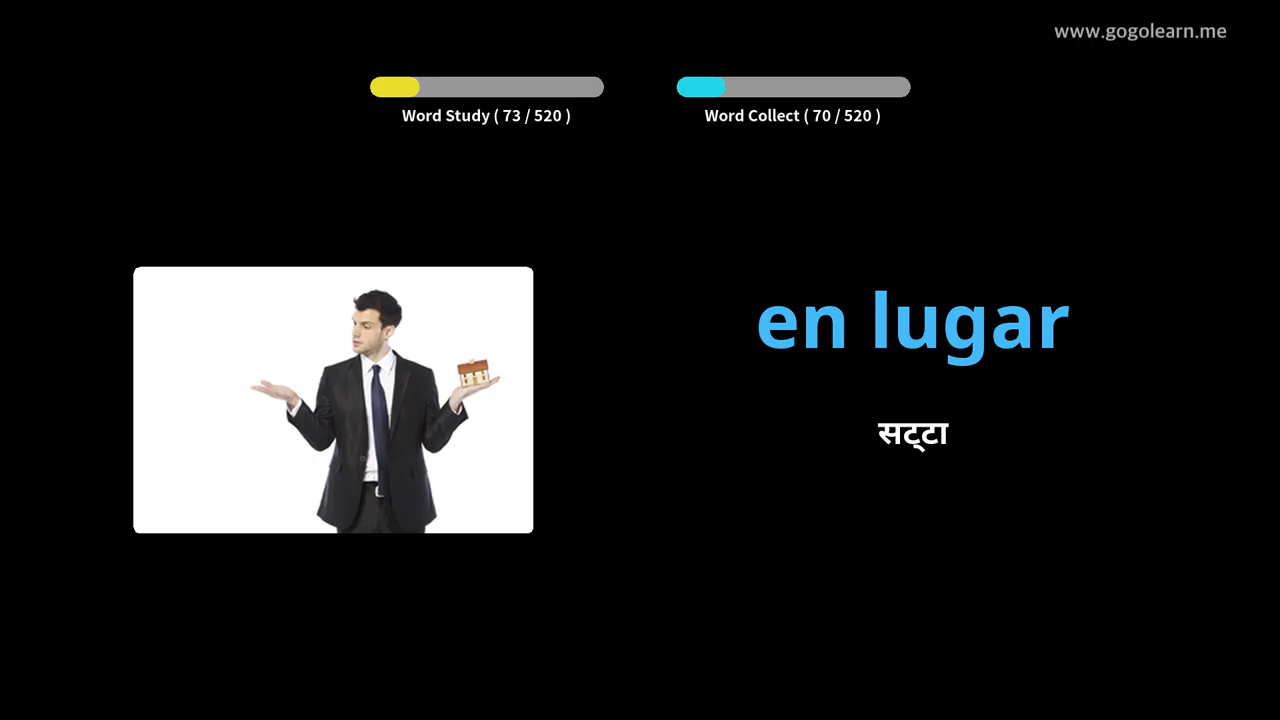 www.gogolearn.me
Word Study ( 73 / 520 )
Word Collect ( 70 / 520 )
en lugar
सट्टा